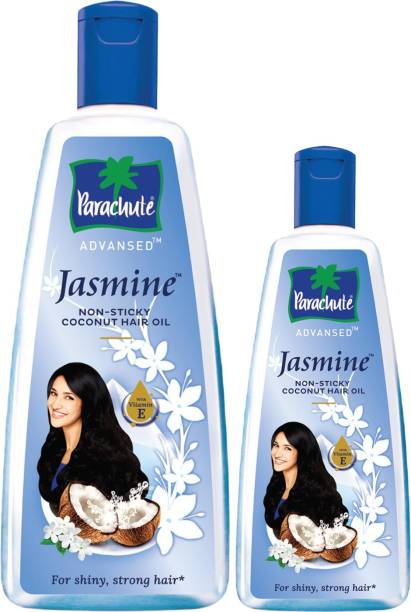 Parachute
ADVANSED™
Jasmine™
NON-STICKY
COCONUT HAIR OIL
With
Vitamin
E
For shiny, strong hair*
Parachute
ADVANSED™
Jasmine™
NON-STICKY
COCONUT HAIR OIL
With
Vitamin
E
For shiny, strong hair*